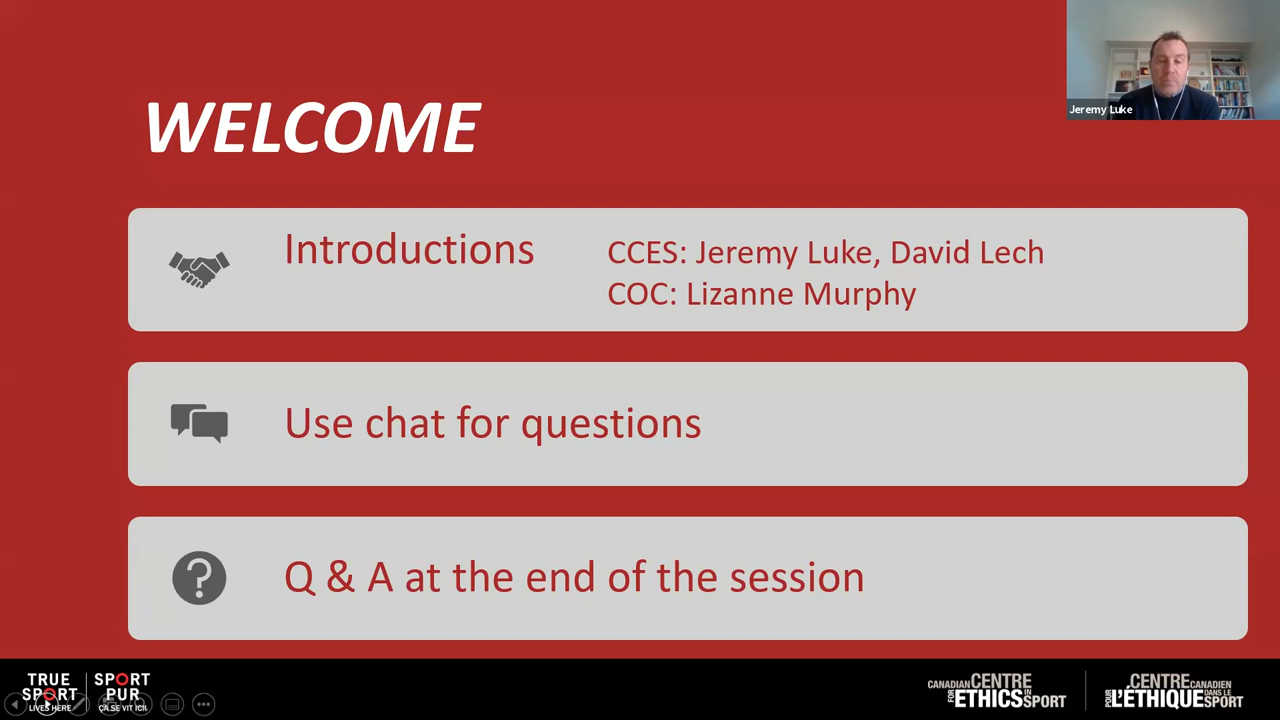 WELCOME
Jeremy Luke
Introductions
CCES: Jeremy Luke, David Lech
COC: Lizanne Murphy
Use chat for questions
Q & A at the end of the session
TRUE SPORT LIVES HERE
SPORT PUR ÇA SE VIT ICI.
CANADIAN CENTRE FOR ETHICS IN SPORT
CENTRE CANADIEN POUR L'ÉTHIQUE DANS LE SPORT